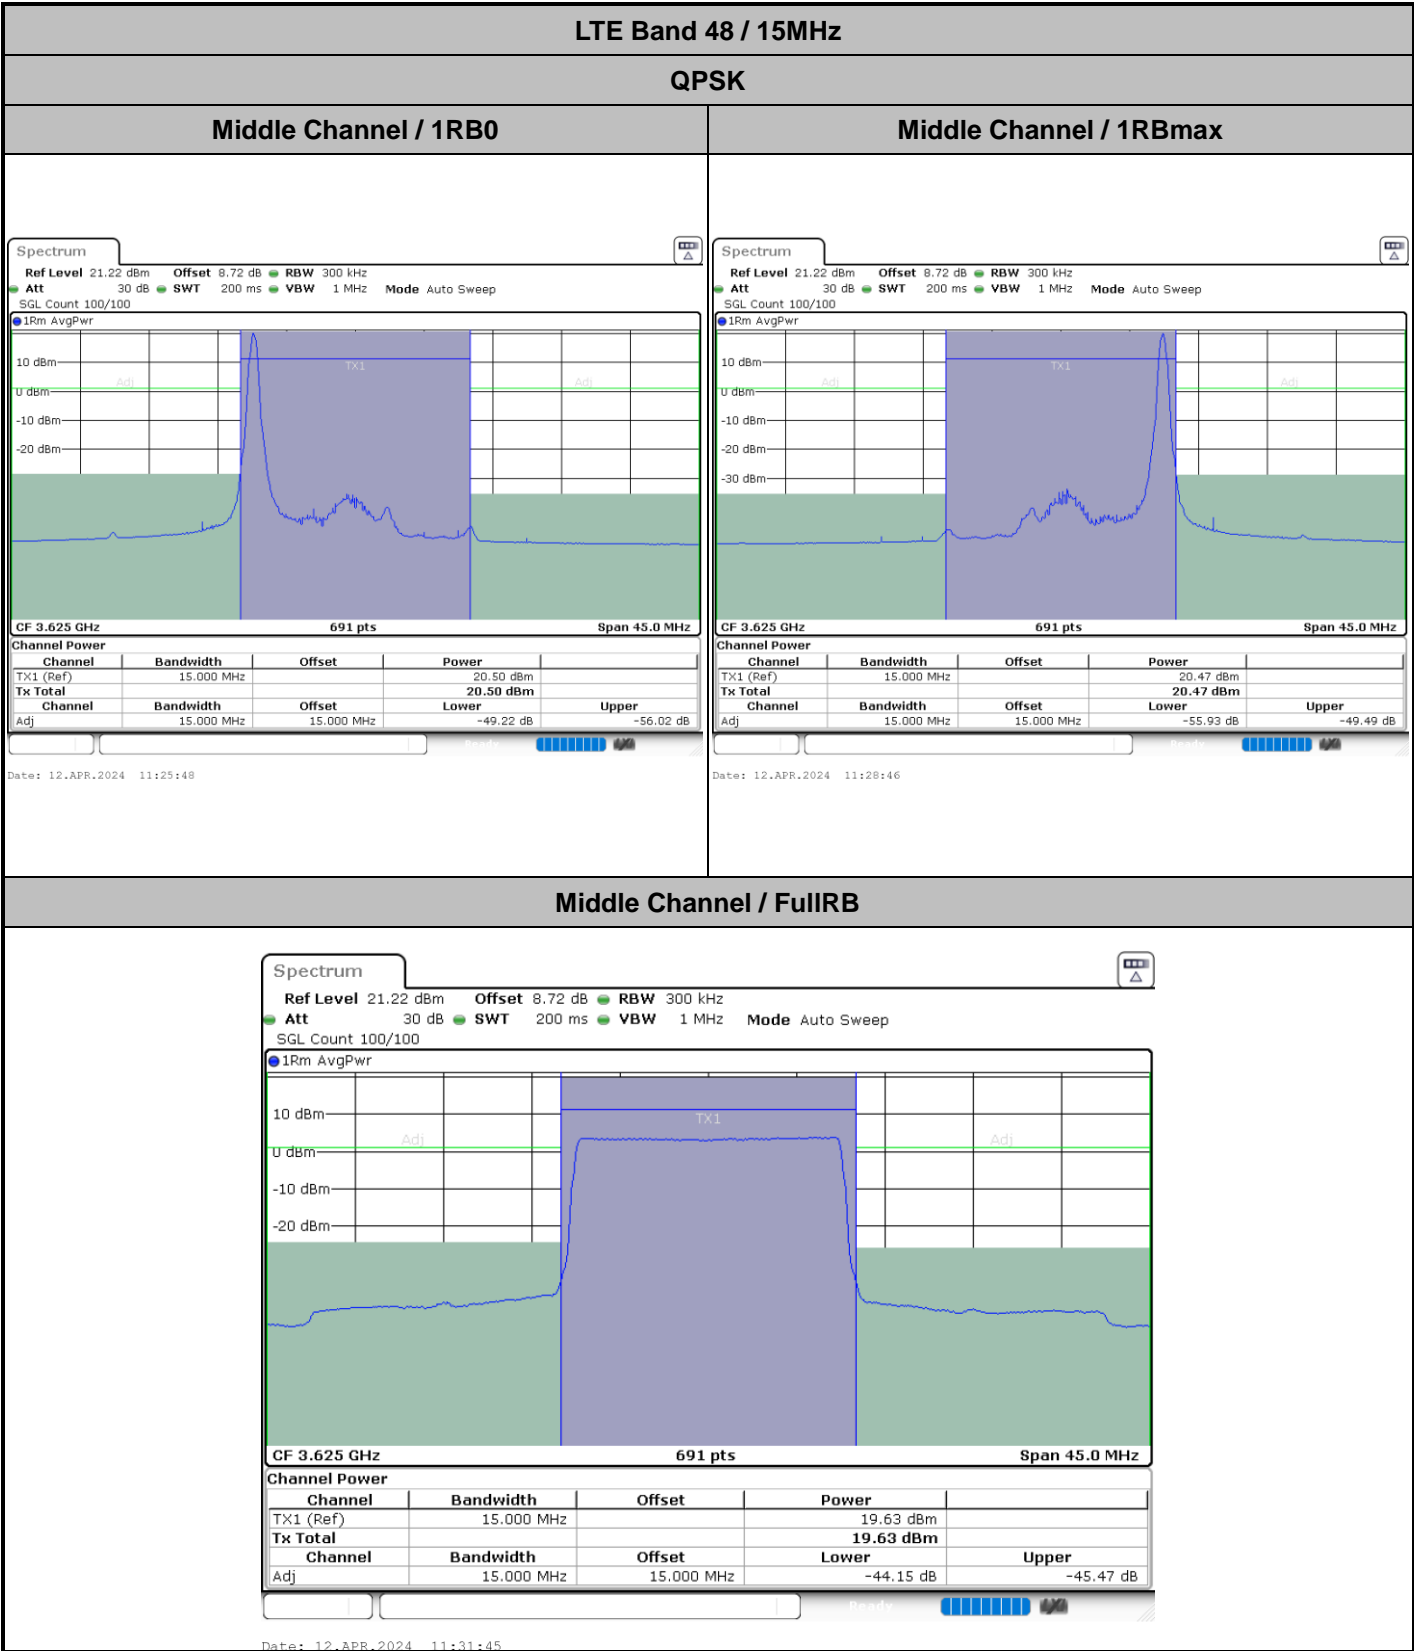 LTE Band 48 / 15MHz
QPSK
Middle Channel / 1RB0
Middle Channel / 1RBmax
Spectrum
Ref Level 21.22 dBm Offset 8.72 dB RBW 300 kHz
Att 30 dB SWT 200 ms VBW 1 MHz Mode Auto Sweep
SGL Count 100/100
1Rm AvgPwr
10 dBm
TX1
Adj
Adj
0 dBm
-10 dBm
-20 dBm
CF 3.625 GHz 691 pts Span 45.0 MHz
Channel Power
Channel Bandwidth Offset Power
TX1 (Ref) 15.000 MHz 20.50 dBm
Tx Total 20.50 dBm
Channel Bandwidth Offset Lower Upper
Adj 15.000 MHz 15.000 MHz -49.22 dB -56.02 dB
Ready
Date: 12.APR.2024 11:25:48
Spectrum
Ref Level 21.22 dBm Offset 8.72 dB RBW 300 kHz
Att 30 dB SWT 200 ms VBW 1 MHz Mode Auto Sweep
SGL Count 100/100
1Rm AvgPwr
10 dBm
TX1
Adj
Adj
0 dBm
-10 dBm
-20 dBm
-30 dBm
CF 3.625 GHz 691 pts Span 45.0 MHz
Channel Power
Channel Bandwidth Offset Power
TX1 (Ref) 15.000 MHz 20.47 dBm
Tx Total 20.47 dBm
Channel Bandwidth Offset Lower Upper
Adj 15.000 MHz 15.000 MHz -55.93 dB -49.49 dB
Ready
Date: 12.APR.2024 11:28:46
Middle Channel / FullRB
Spectrum
Ref Level 21.22 dBm Offset 8.72 dB RBW 300 kHz
Att 30 dB SWT 200 ms VBW 1 MHz Mode Auto Sweep
SGL Count 100/100
1Rm AvgPwr
10 dBm
TX1
Adj
Adj
0 dBm
-10 dBm
-20 dBm
CF 3.625 GHz 691 pts Span 45.0 MHz
Channel Power
Channel Bandwidth Offset Power
TX1 (Ref) 15.000 MHz 19.63 dBm
Tx Total 19.63 dBm
Channel Bandwidth Offset Lower Upper
Adj 15.000 MHz 15.000 MHz -44.15 dB -45.47 dB
Ready
Date: 12.APR.2024 11:31:45